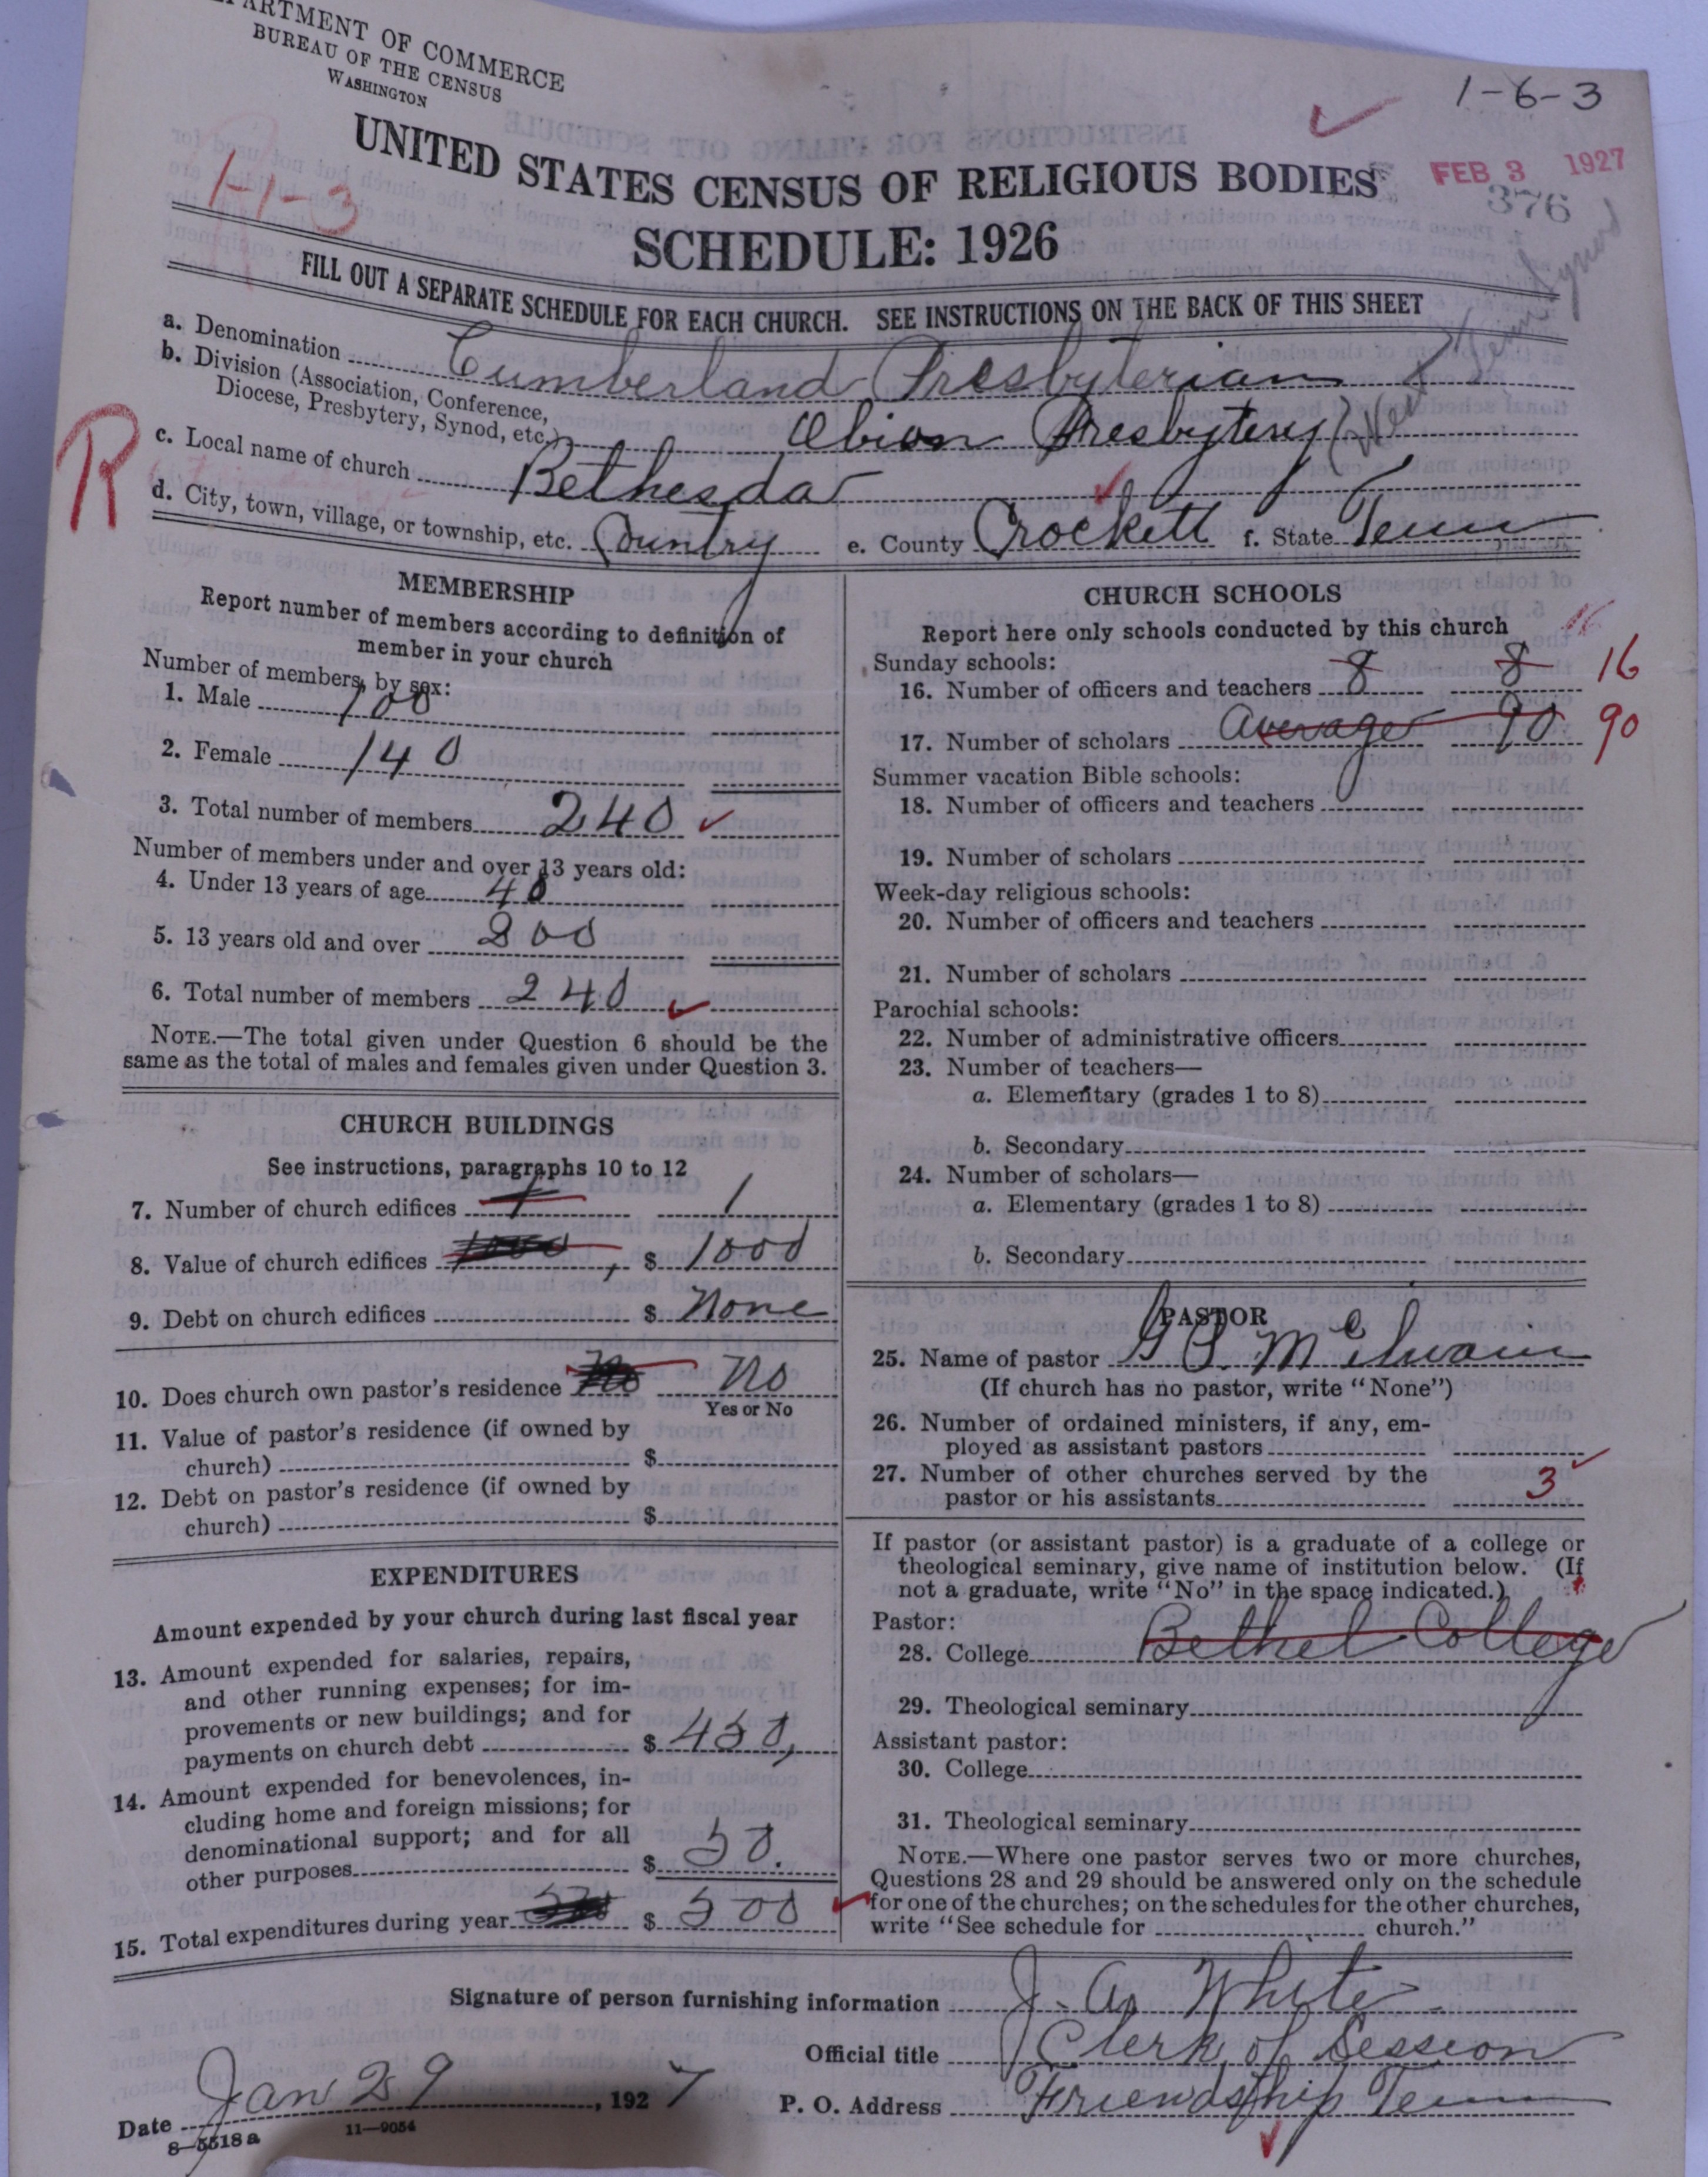 DEPARTMENT OF COMMERCE
BUREAU OF THE CENSUS
WASHINGTON
1-6-3
1-1-3
UNITED STATES CENSUS OF RELIGIOUS BODIES
FEB 3 1927
376
SCHEDULE: 1926
FILL OUT A SEPARATE SCHEDULE FOR EACH CHURCH. SEE INSTRUCTIONS ON THE BACK OF THIS SHEET
a. Denomination Cumberland Presbyterian
b. Division (Association, Conference, Diocese, Presbytery, Synod, etc.) Obion Presbytery (West Tenn Synod
R
c. Local name of church Bethesda
d. City, town, village, or township, etc. Country e. County Crockett f. State Tenn
MEMBERSHIP
Report number of members according to definition of
member in your church
Number of members, by sex:
1. Male 100
2. Female 140
3. Total number of members 240
Number of members under and over 13 years old:
4. Under 13 years of age 40
5. 13 years old and over 200
6. Total number of members 240
NOTE.—The total given under Question 6 should be the
same as the total of males and females given under Question 3.
CHURCH BUILDINGS
See instructions, paragraphs 10 to 12
7. Number of church edifices 1 1
8. Value of church edifices 1000, $ 1000
9. Debt on church edifices $ None
10. Does church own pastor's residence No No
Yes or No
11. Value of pastor's residence (if owned by
church) $
12. Debt on pastor's residence (if owned by
church) $
EXPENDITURES
Amount expended by your church during last fiscal year
13. Amount expended for salaries, repairs,
and other running expenses; for im-
provements or new buildings; and for
payments on church debt $ 450,
14. Amount expended for benevolences, in-
cluding home and foreign missions; for
denominational support; and for all
other purposes $ 50.
15. Total expenditures during year $ 500
CHURCH SCHOOLS
Report here only schools conducted by this church
16
Sunday schools:
16. Number of officers and teachers 8 8 16
17. Number of scholars Average 90 90
Summer vacation Bible schools:
18. Number of officers and teachers
19. Number of scholars
Week-day religious schools:
20. Number of officers and teachers
21. Number of scholars
Parochial schools:
22. Number of administrative officers
23. Number of teachers—
a. Elementary (grades 1 to 8)
b. Secondary
24. Number of scholars—
a. Elementary (grades 1 to 8)
b. Secondary
PASTOR
25. Name of pastor G B McIlwain
(If church has no pastor, write "None")
26. Number of ordained ministers, if any, em-
ployed as assistant pastors
27. Number of other churches served by the
pastor or his assistants 3
If pastor (or assistant pastor) is a graduate of a college or
theological seminary, give name of institution below. (If
not a graduate, write "No" in the space indicated.)
Pastor:
28. College Bethel College
29. Theological seminary
Assistant pastor:
30. College
31. Theological seminary
NOTE.—Where one pastor serves two or more churches,
Questions 28 and 29 should be answered only on the schedule
for one of the churches; on the schedules for the other churches,
write "See schedule for church."
Signature of person furnishing information J. A. White
Official title Clerk of Session
Date Jan 29, 1927 P. O. Address Friendship Tenn
8—5518a 11—9054